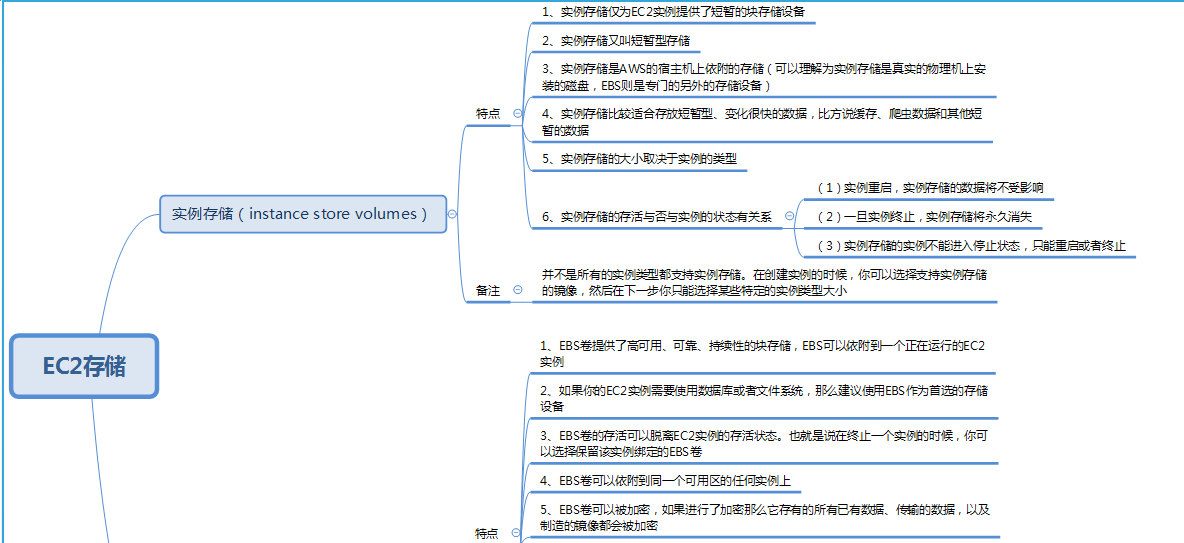 1、实例存储仅为EC2实例提供了短暂的块存储设备
2、实例存储又叫短暂型存储
3、实例存储是AWS的宿主机上依附的存储（可以理解为实例存储是真实的物理机上安
装的磁盘，EBS则是专门的另外的存储设备）
特点
4、实例存储比较适合存放短暂型、变化很快的数据，比方说缓存、爬虫数据和其他短
暂的数据
5、实例存储的大小取决于实例的类型
6、实例存储的存活与否与实例的状态有关系
（1）实例重启，实例存储的数据将不受影响
（2）一旦实例终止，实例存储将永久消失
（3）实例存储的实例不能进入停止状态，只能重启或者终止
实例存储（instance store volumes）
备注
并不是所有的实例类型都支持实例存储。在创建实例的时候，你可以选择支持实例存储
的镜像，然后在下一步你只能选择某些特定的实例类型大小
EC2存储
1、EBS卷提供了高可用、可靠、持续性的块存储，EBS可以依附到一个正在运行的EC2
实例
2、如果你的EC2实例需要使用数据库或者文件系统，那么建议使用EBS作为首选的存储
设备
3、EBS卷的存活可以脱离EC2实例的存活状态。也就是说在终止一个实例的时候，你可
以选择保留该实例绑定的EBS卷
4、EBS卷可以依附到同一个可用区的任何实例上
5、EBS卷可以被加密，如果进行了加密那么它存有的所有已有数据、传输的数据，以及
制造的镜像都会被加密
特点